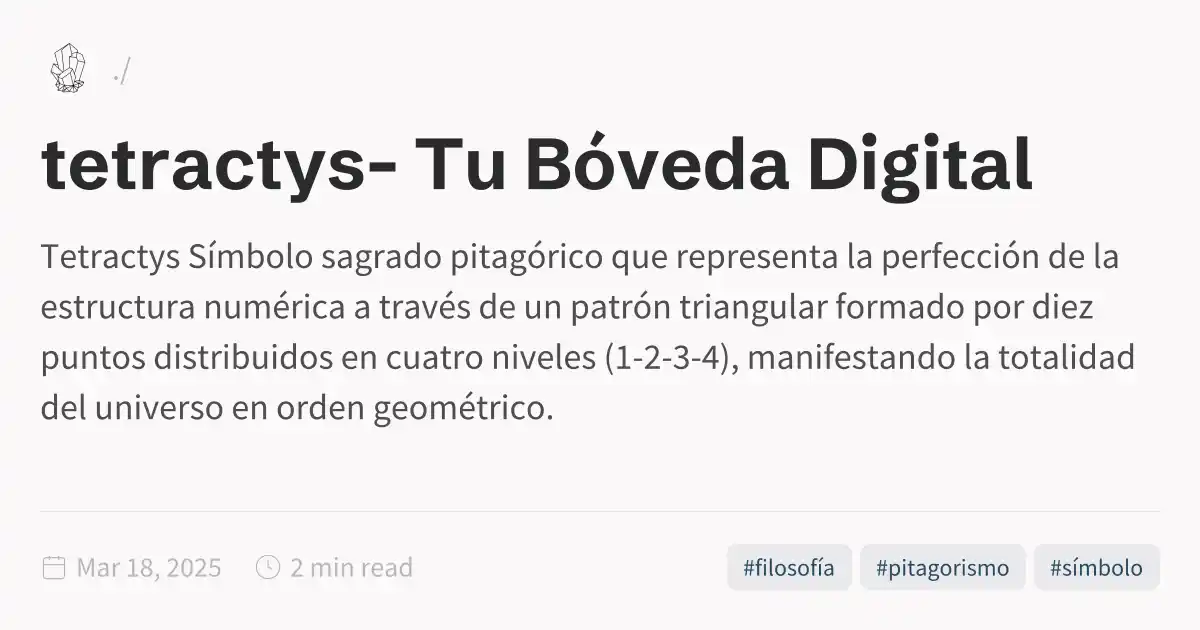 ./
tetractys- Tu Bóveda Digital
Tetractys Símbolo sagrado pitagórico que representa la perfección de la
estructura numérica a través de un patrón triangular formado por diez
puntos distribuidos en cuatro niveles (1-2-3-4), manifestando la totalidad
del universo en orden geométrico.
Mar 18, 2025 2 min read #filosofía #pitagorismo #símbolo